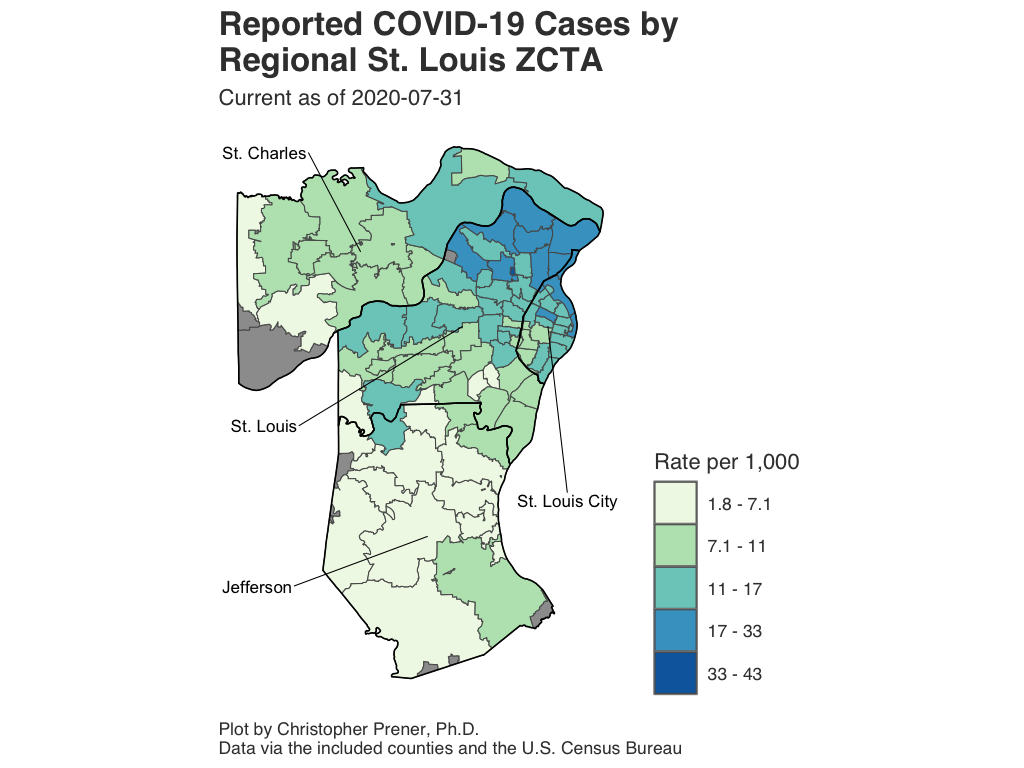 Reported COVID-19 Cases by
Regional St. Louis ZCTA
Current as of 2020-07-31
St. Charles
St. Louis
St. Louis City
Jefferson
Rate per 1,000
1.8 - 7.1
7.1 - 11
11 - 17
17 - 33
33 - 43
Plot by Christopher Prener, Ph.D.
Data via the included counties and the U.S. Census Bureau